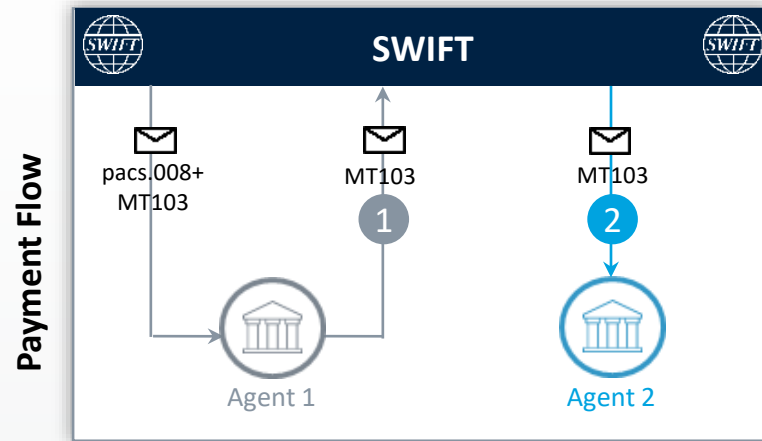 SWIFT
SWIFT
SWIFT
Payment Flow
pacs.008+
MT103
MT103
MT103
1
2
Agent 1
Agent 2